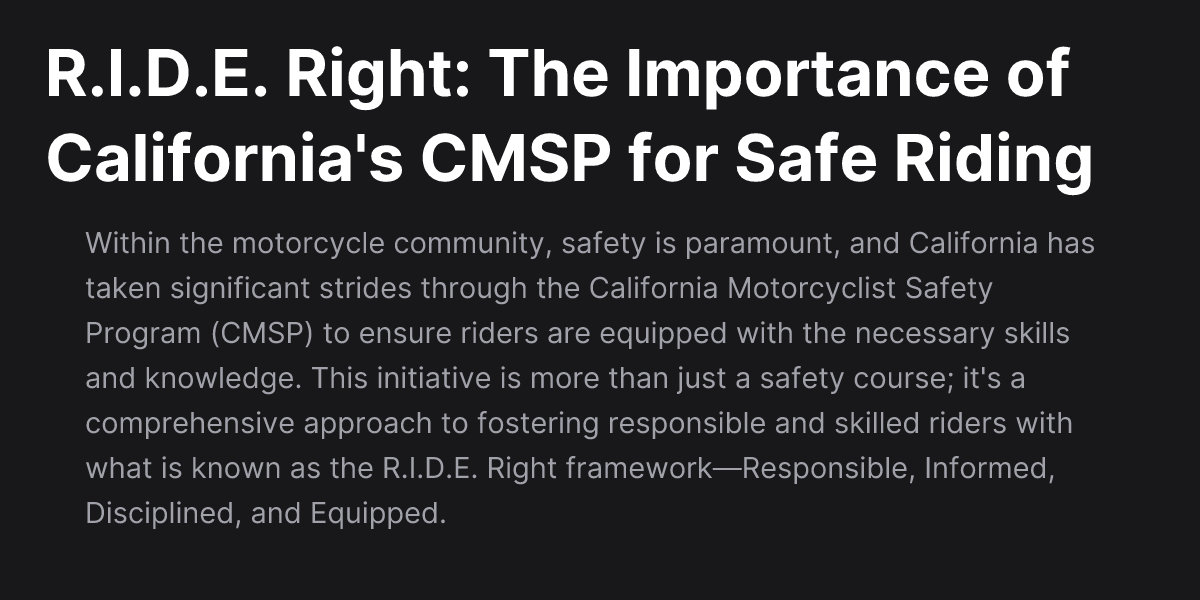 R.I.D.E. Right: The Importance of
California's CMSP for Safe Riding
Within the motorcycle community, safety is paramount, and California has
taken significant strides through the California Motorcyclist Safety
Program (CMSP) to ensure riders are equipped with the necessary skills
and knowledge. This initiative is more than just a safety course; it's a
comprehensive approach to fostering responsible and skilled riders with
what is known as the R.I.D.E. Right framework—Responsible, Informed,
Disciplined, and Equipped.